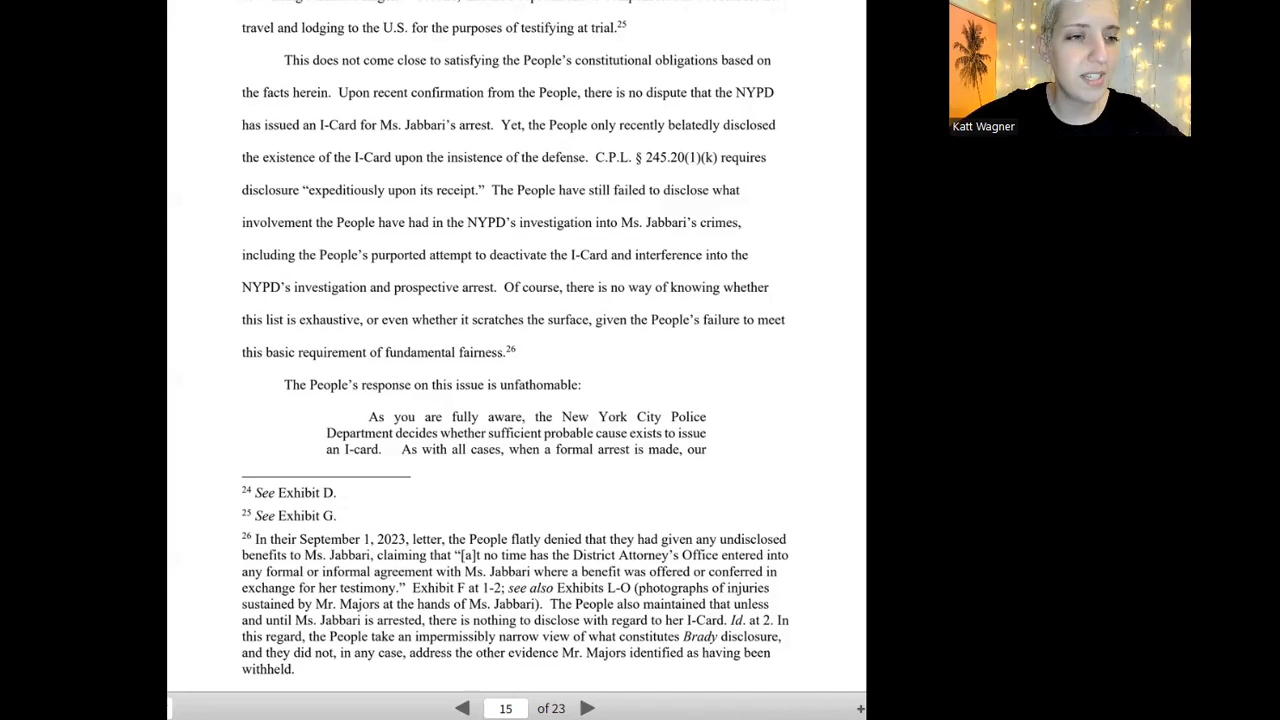 travel and lodging to the U.S. for the purposes of testifying at trial.25
This does not come close to satisfying the People’s constitutional obligations based on
the facts herein. Upon recent confirmation from the People, there is no dispute that the NYPD
has issued an I-Card for Ms. Jabbari’s arrest. Yet, the People only recently belatedly disclosed
the existence of the I-Card upon the insistence of the defense. C.P.L. § 245.20(1)(k) requires
disclosure “expeditiously upon its receipt.” The People have still failed to disclose what
involvement the People have had in the NYPD’s investigation into Ms. Jabbari’s crimes,
including the People’s purported attempt to deactivate the I-Card and interference into the
NYPD’s investigation and prospective arrest. Of course, there is no way of knowing whether
this list is exhaustive, or even whether it scratches the surface, given the People’s failure to meet
this basic requirement of fundamental fairness.26
The People’s response on this issue is unfathomable:
As you are fully aware, the New York City Police
Department decides whether sufficient probable cause exists to issue
an I-card. As with all cases, when a formal arrest is made, our
24 See Exhibit D.
25 See Exhibit G.
26 In their September 1, 2023, letter, the People flatly denied that they had given any undisclosed
benefits to Ms. Jabbari, claiming that “[a]t no time has the District Attorney’s Office entered into
any formal or informal agreement with Ms. Jabbari where a benefit was offered or conferred in
exchange for her testimony.” Exhibit F at 1-2; see also Exhibits L-O (photographs of injuries
sustained by Mr. Majors at the hands of Ms. Jabbari). The People also maintained that unless
and until Ms. Jabbari is arrested, there is nothing to disclose with regard to her I-Card. Id. at 2. In
this regard, the People take an impermissibly narrow view of what constitutes Brady disclosure,
and they did not, in any case, address the other evidence Mr. Majors identified as having been
withheld.
15 of 23
Katt Wagner